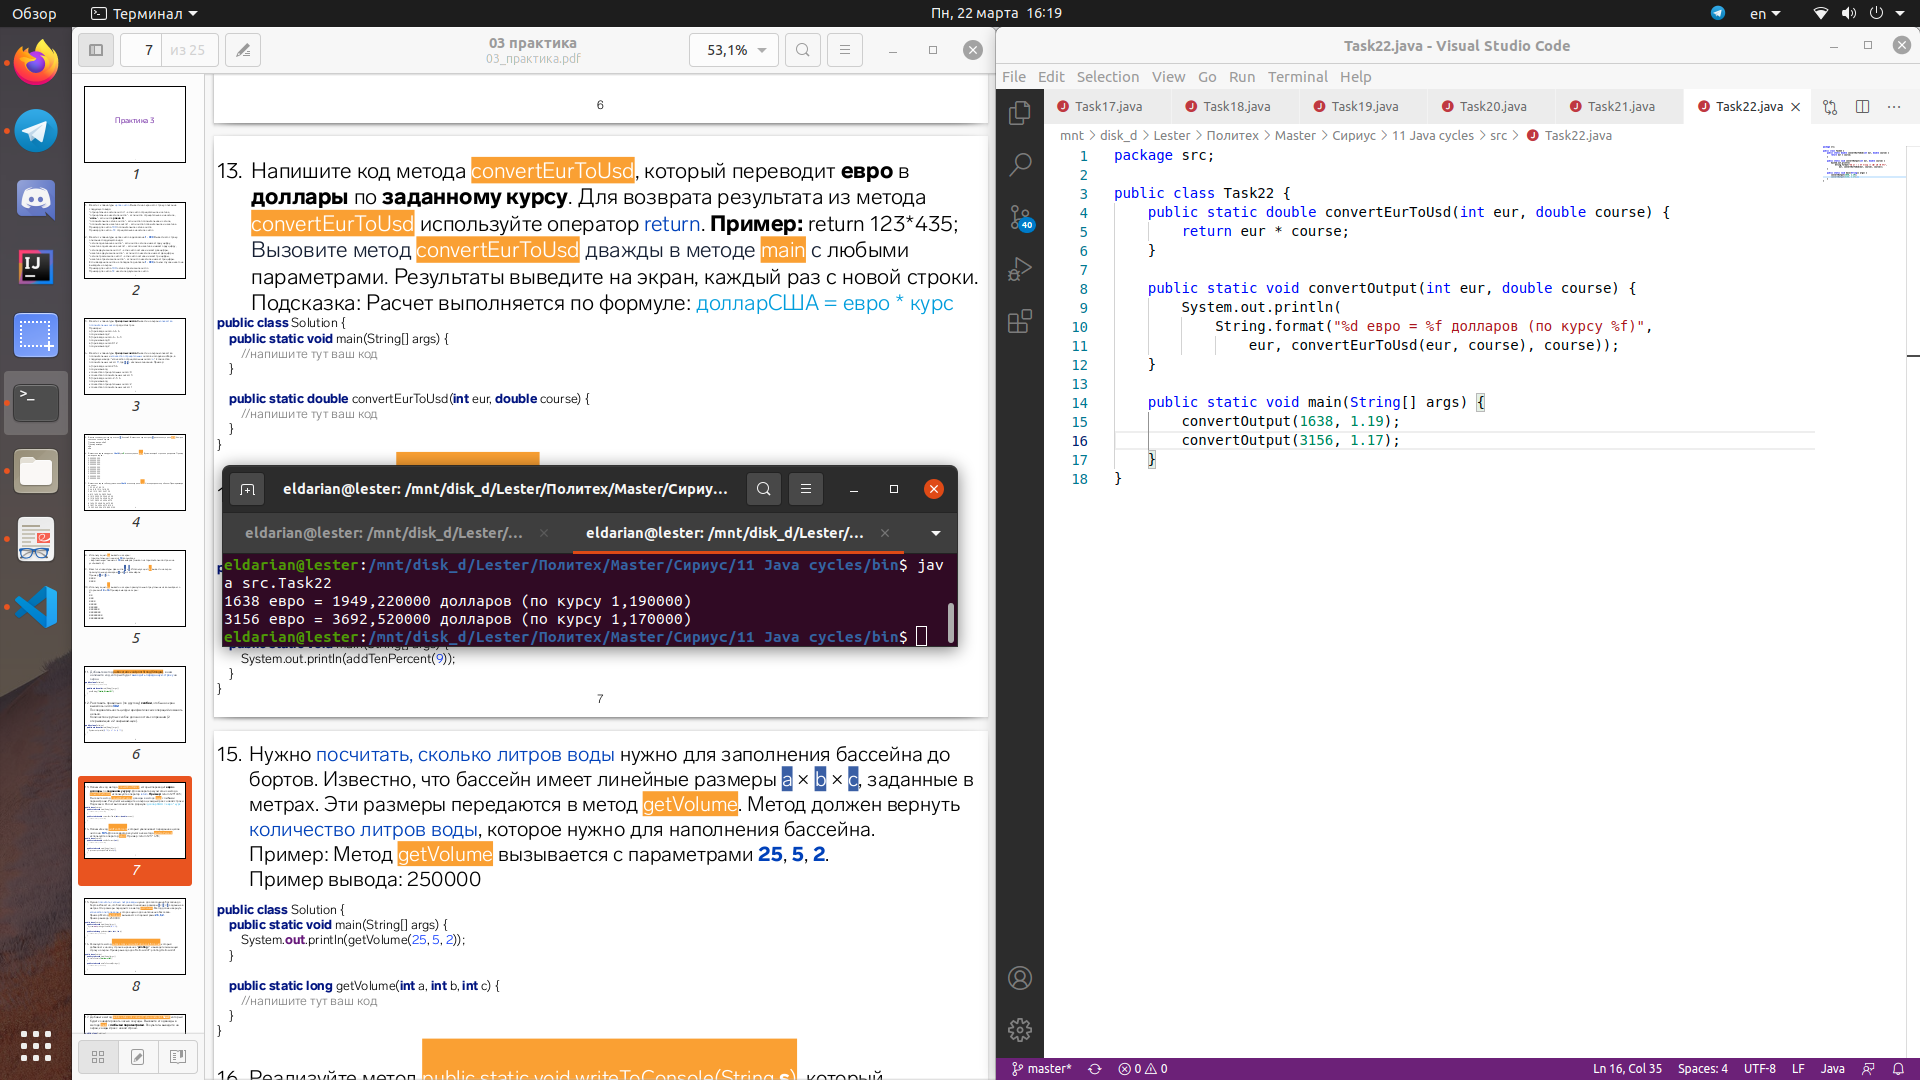 Обзор
Терминал
Пн, 22 марта 16:19
en
7
из 25
03 практика
03_практика.pdf
53,1%
Практика 3
1
2
3
4
5
6
7
8
6
13. Напишите код метода convertEurToUsd, который переводит евро в
доллары по заданному курсу. Для возврата результата из метода
convertEurToUsd используйте оператор return. Пример: return 123*435;
Вызовите метод convertEurToUsd дважды в методе main с любыми
параметрами. Результаты выведите на экран, каждый раз с новой строки.
Подсказка: Расчет выполняется по формуле: долларСША = евро * курс
public class Solution {
public static void main(String[] args) {
//напишите тут ваш код
}
public static double convertEurToUsd(int eur, double course) {
//напишите тут ваш код
}
}
eldarian@lester: /mnt/disk_d/Lester/Политех/Master/Сириу...
eldarian@lester: /mnt/disk_d/Lester/...
eldarian@lester: /mnt/disk_d/Lester/...
eldarian@lester:/mnt/disk_d/Lester/Политех/Master/Сириус/11 Java cycles/bin$ jav
a src.Task22
1638 евро = 1949,220000 долларов (по курсу 1,190000)
3156 евро = 3692,520000 долларов (по курсу 1,170000)
eldarian@lester:/mnt/disk_d/Lester/Политех/Master/Сириус/11 Java cycles/bin$
public static void main(String[] args) {
System.out.println(addTenPercent(9));
}
}
7
15. Нужно посчитать, сколько литров воды нужно для заполнения бассейна до
бортов. Известно, что бассейн имеет линейные размеры a × b × c, заданные в
метрах. Эти размеры передаются в метод getVolume. Метод должен вернуть
количество литров воды, которое нужно для наполнения бассейна.
Пример: Метод getVolume вызывается с параметрами 25, 5, 2.
Пример вывода: 250000
public class Solution {
public static void main(String[] args) {
System.out.println(getVolume(25, 5, 2));
}
public static long getVolume(int a, int b, int c) {
//напишите тут ваш код
}
}
16. Реализуйте метод public static void writeToConsole(String s), который
Task22.java - Visual Studio Code
File Edit Selection View Go Run Terminal Help
Task17.java Task18.java Task19.java Task20.java Task21.java Task22.java
mnt > disk_d > Lester > Политех > Master > Сириус > 11 Java cycles > src > Task22.java
40
1 package src;
2
3 public class Task22 {
4 public static double convertEurToUsd(int eur, double course) {
5 return eur * course;
6 }
7
8 public static void convertOutput(int eur, double course) {
9 System.out.println(
10 String.format("%d евро = %f долларов (по курсу %f)",
11 eur, convertEurToUsd(eur, course), course));
12 }
13
14 public static void main(String[] args) {
15 convertOutput(1638, 1.19);
16 convertOutput(3156, 1.17);
17 }
18 }
master* 0 0 Ln 16, Col 35 Spaces: 4 UTF-8 LF Java